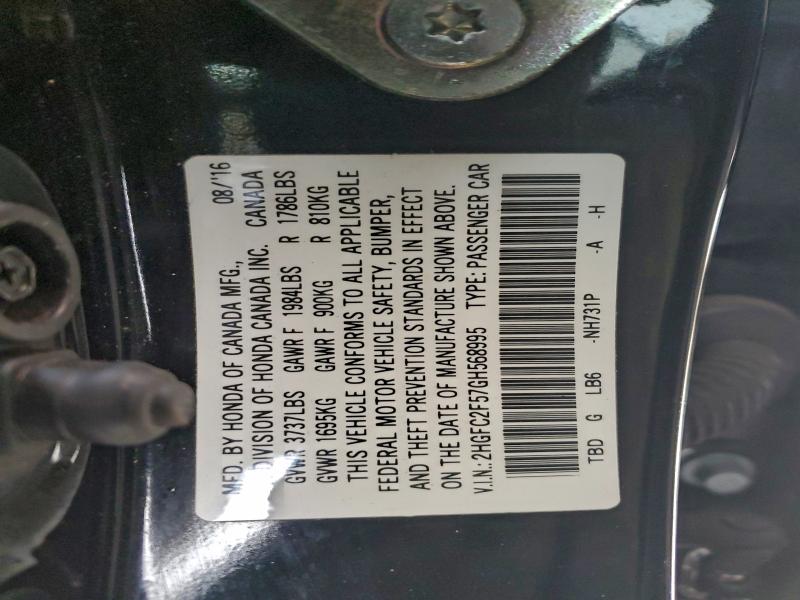 MFD. BY HONDA OF CANADA MFG., 08/'16
DIVISION OF HONDA CANADA INC. CANADA
GVWR 3737LBS GAWR F 1984LBS R 1786LBS
GVWR 1695KG GAWR F 900KG R 810KG
THIS VEHICLE CONFORMS TO ALL APPLICABLE
FEDERAL MOTOR VEHICLE SAFETY, BUMPER,
AND THEFT PREVENTION STANDARDS IN EFFECT
ON THE DATE OF MANUFACTURE SHOWN ABOVE.
V.I.N.: 2HGFC2F57GH568995 TYPE: PASSENGER CAR
TBD G LB6 -NH731P -A -H